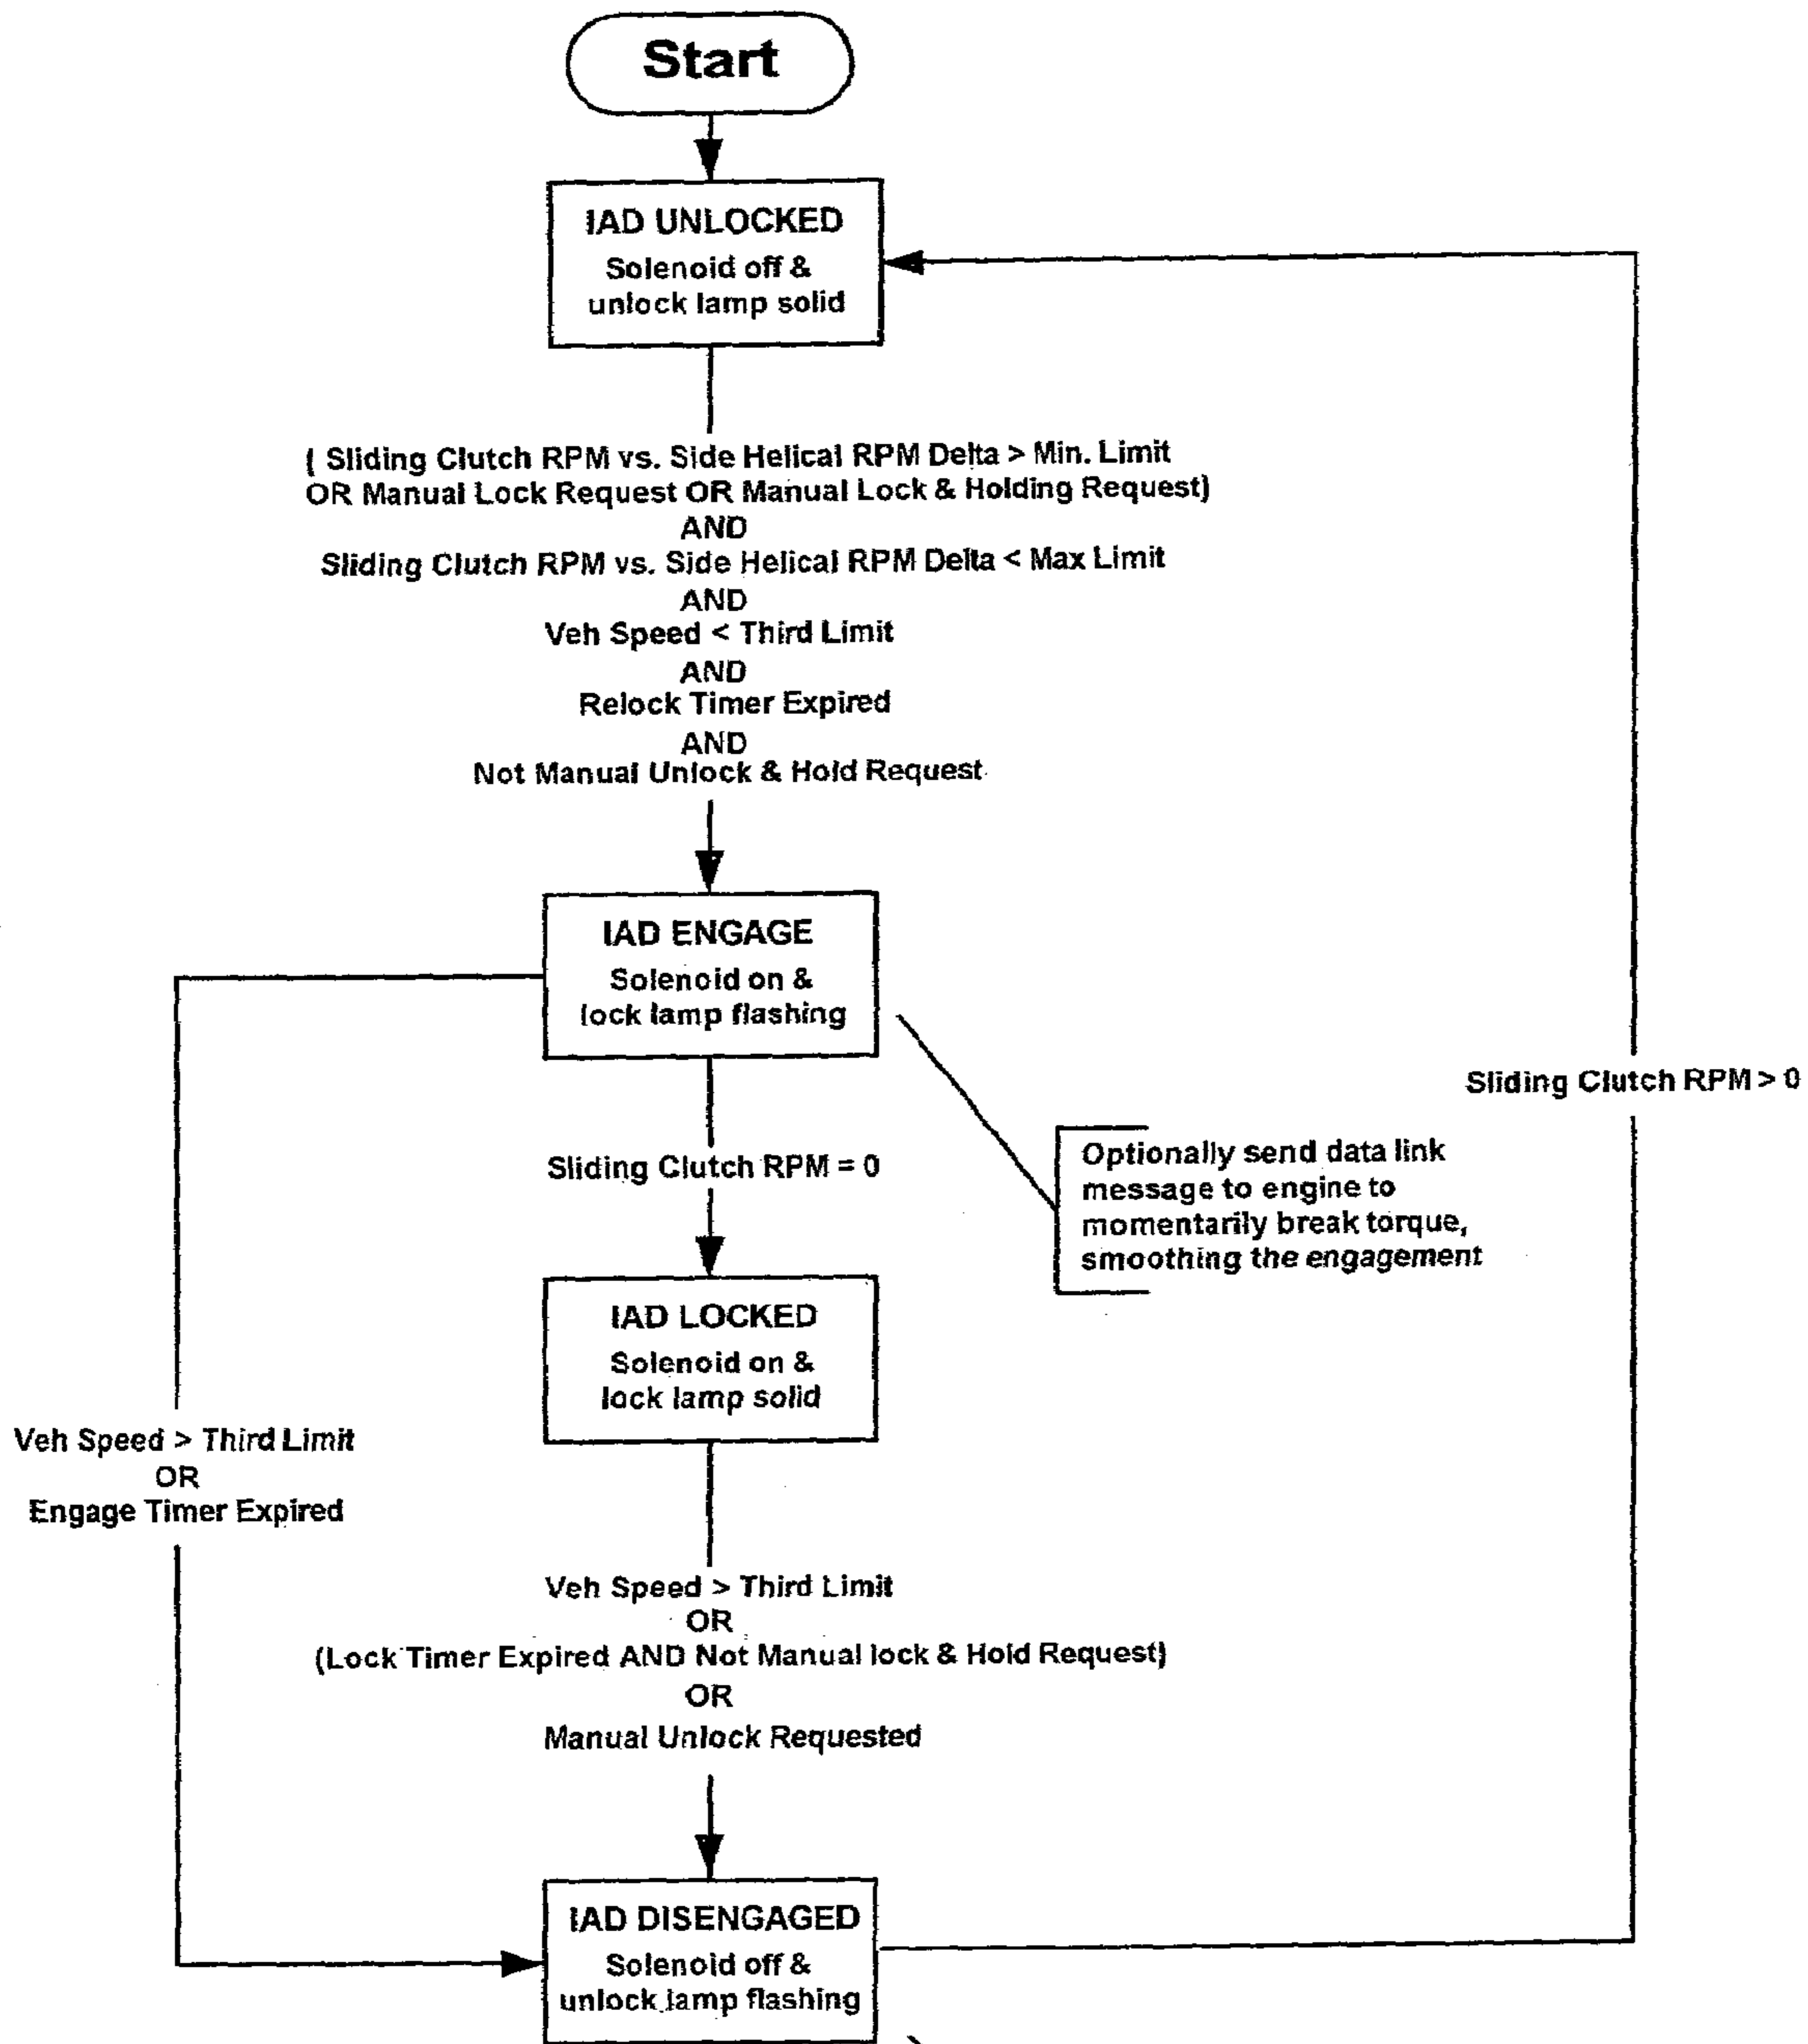 Start
IAD UNLOCKED
Solenoid off &
unlock lamp solid
( Sliding Clutch RPM vs. Side Helical RPM Delta > Min. Limit
OR Manual Lock Request OR Manual Lock & Holding Request)
AND
Sliding Clutch RPM vs. Side Helical RPM Delta < Max Limit
AND
Veh Speed < Third Limit
AND
Relock Timer Expired
AND
Not Manual Unlock & Hold Request
IAD ENGAGE
Solenoid on &
lock lamp flashing
Sliding Clutch RPM > 0
Sliding Clutch RPM = 0
Optionally send data link
message to engine to
momentarily break torque,
smoothing the engagement
IAD LOCKED
Solenoid on &
lock lamp solid
Veh Speed > Third Limit
OR
Engage Timer Expired
Veh Speed > Third Limit
OR
(Lock Timer Expired AND Not Manual lock & Hold Request)
OR
Manual Unlock Requested
IAD DISENGAGED
Solenoid off &
unlock lamp flashing